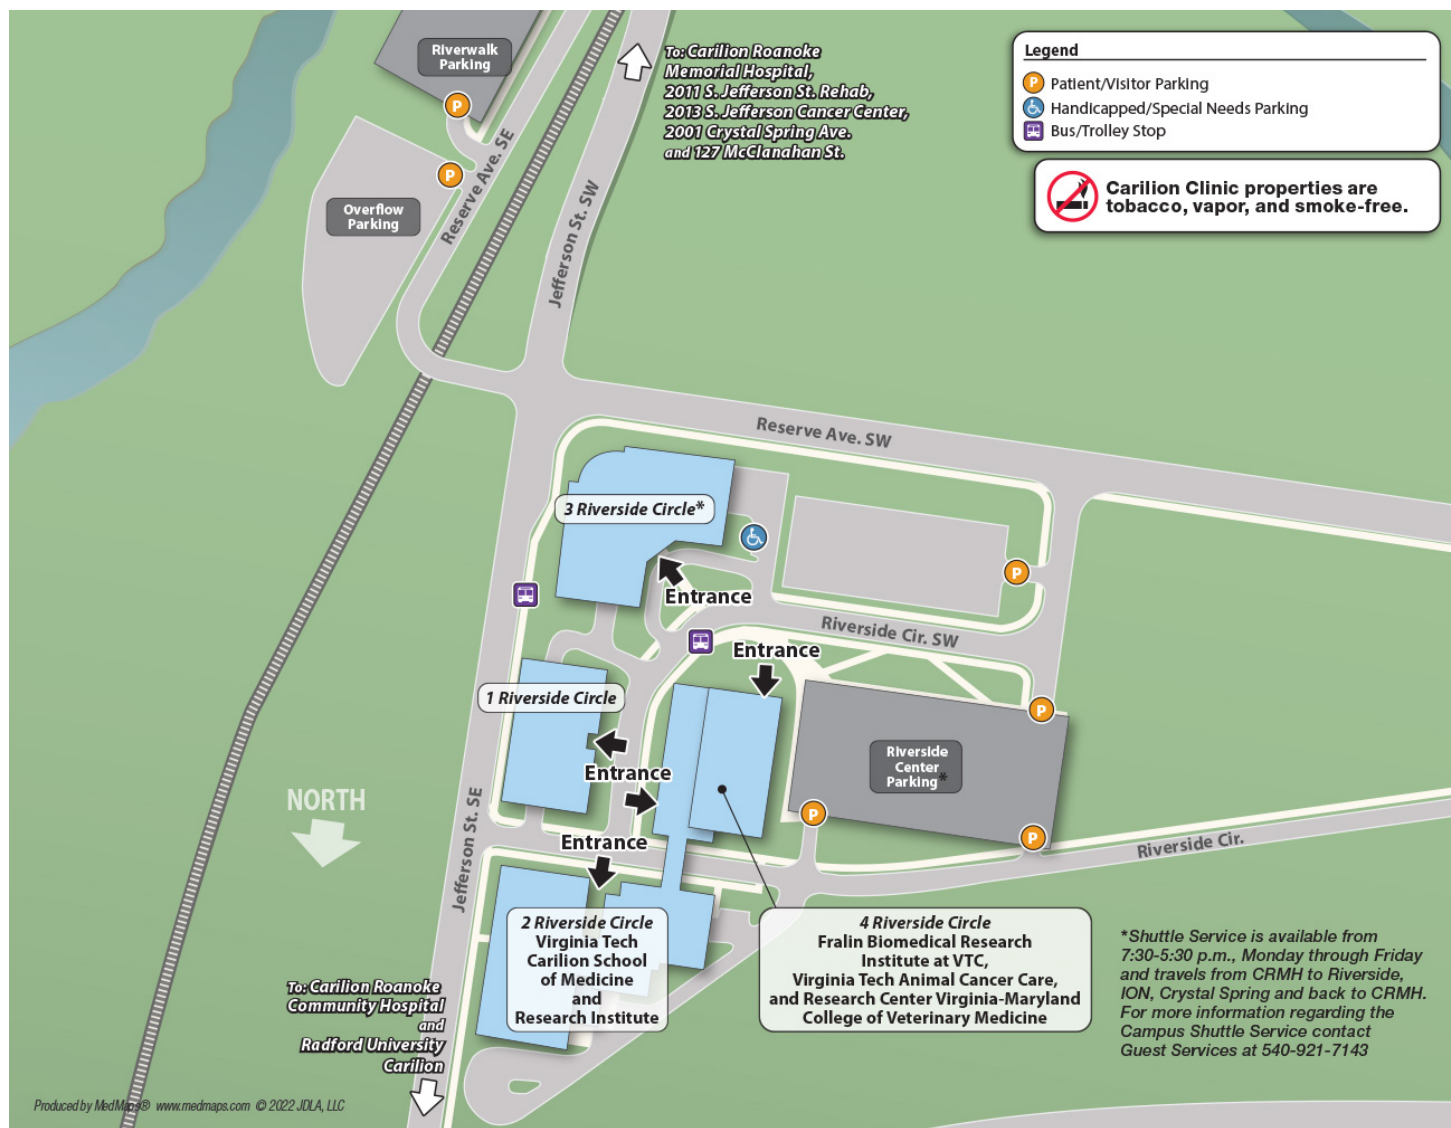 Riverwalk
Parking
To: Carilion Roanoke
Memorial Hospital,
2011 S. Jefferson St. Rehab,
2013 S. Jefferson Cancer Center,
2001 Crystal Spring Ave.
and 127 McClanahan St.
Legend
P Patient/Visitor Parking
Handicapped/Special Needs Parking
Bus/Trolley Stop
Carilion Clinic properties are
tobacco, vapor, and smoke-free.
P
P
Overflow
Parking
Reserve Ave. SE
Jefferson St. SW
Reserve Ave. SW
3 Riverside Circle*
P
Entrance
Riverside Cir. SW
Entrance
1 Riverside Circle
P
Riverside
Center
Parking*
Entrance
NORTH
P
P
Entrance
Jefferson St. SE
Riverside Cir.
2 Riverside Circle
Virginia Tech
Carilion School
of Medicine
and
Research Institute
4 Riverside Circle
Fralin Biomedical Research
Institute at VTC,
Virginia Tech Animal Cancer Care,
and Research Center Virginia-Maryland
College of Veterinary Medicine
*Shuttle Service is available from
7:30-5:30 p.m., Monday through Friday
and travels from CRMH to Riverside,
ION, Crystal Spring and back to CRMH.
For more information regarding the
Campus Shuttle Service contact
Guest Services at 540-921-7143
To: Carilion Roanoke
Community Hospital
and
Radford University
Carilion
Produced by MedMaps® www.medmaps.com © 2022 JDLA, LLC